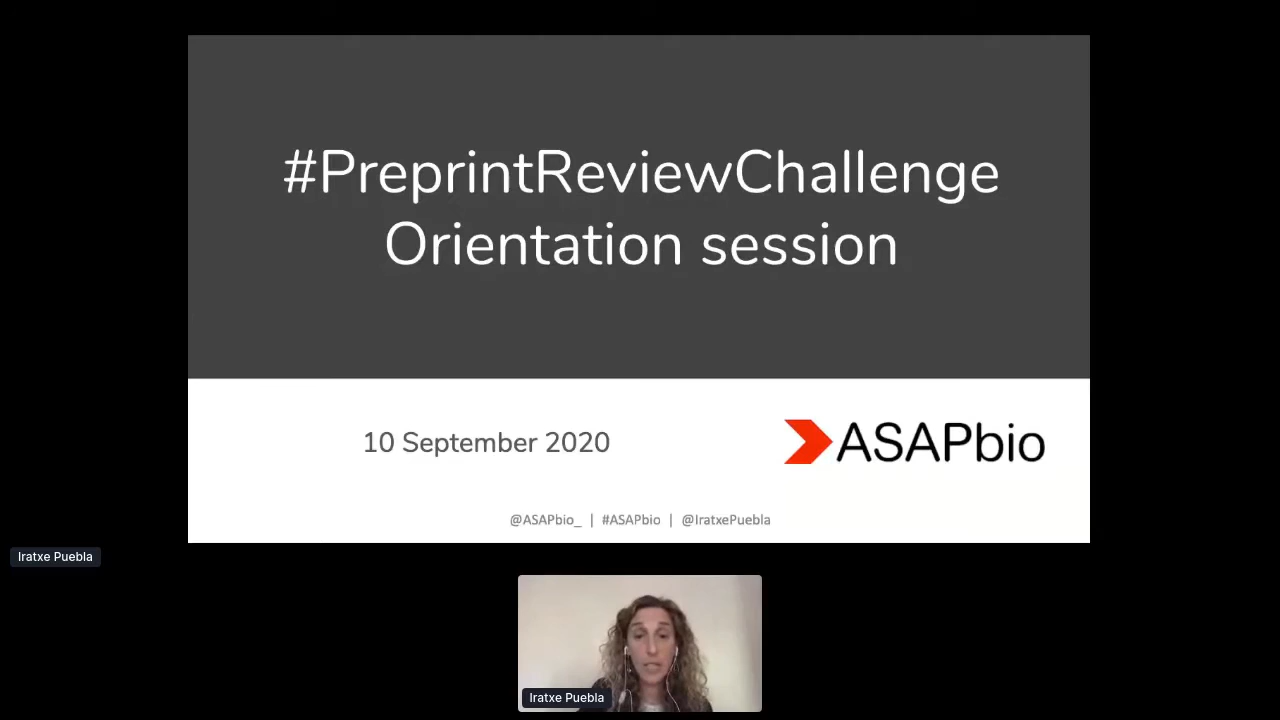 #PreprintReviewChallenge
Orientation session
10 September 2020
ASAPbio
@ASAPbio_ | #ASAPbio | @IratxePuebla
Iratxe Puebla
Iratxe Puebla